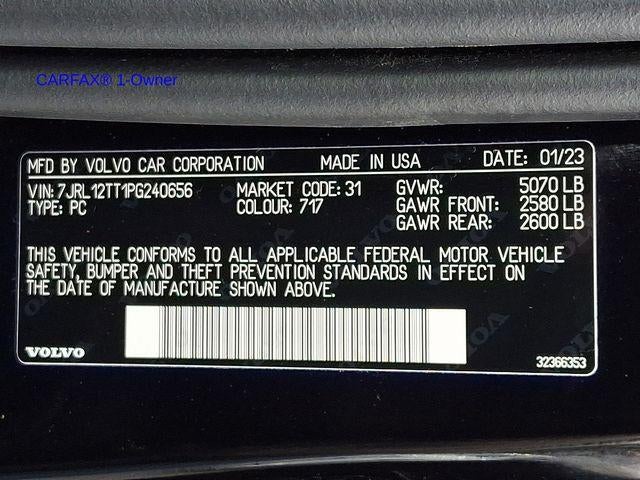 CARFAX® 1-Owner
MFD BY VOLVO CAR CORPORATION MADE IN USA DATE: 01/23
VIN: 7JRL12TT1PG240656 MARKET CODE: 31 GVWR: 5070 LB
TYPE: PC COLOUR: 717 GAWR FRONT: 2580 LB
GAWR REAR: 2600 LB
THIS VEHICLE CONFORMS TO ALL APPLICABLE FEDERAL MOTOR VEHICLE
SAFETY, BUMPER AND THEFT PREVENTION STANDARDS IN EFFECT ON
THE DATE OF MANUFACTURE SHOWN ABOVE.
VOLVO 32366353